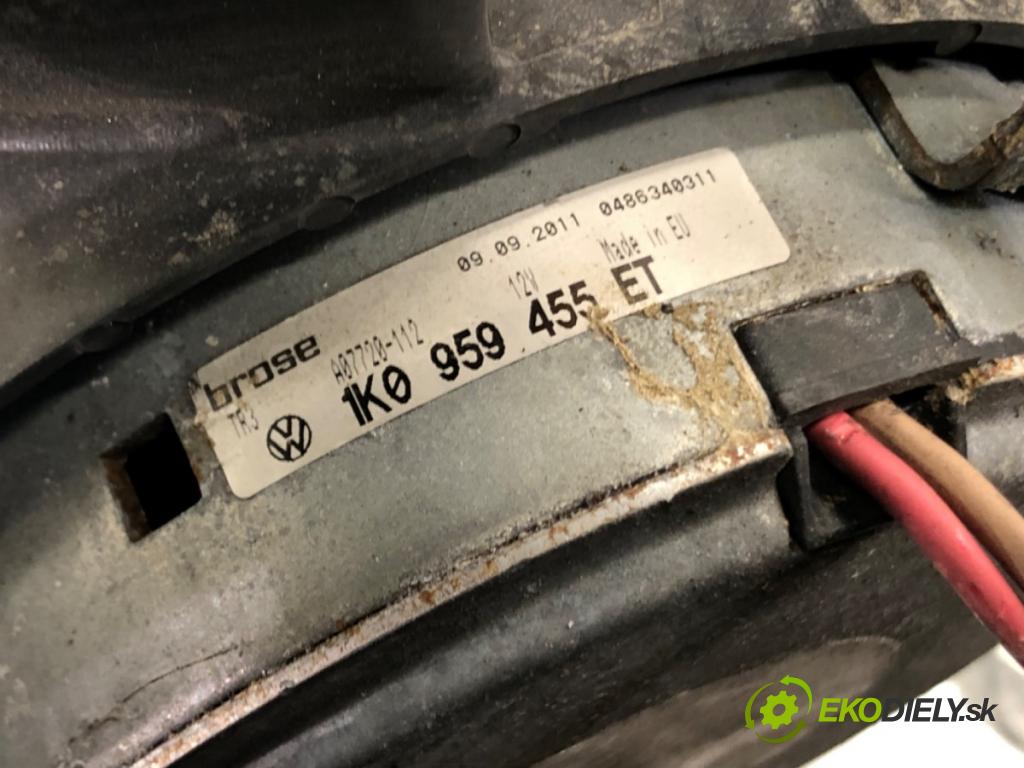 09.09.2011 0486340311
12V Made in EU
brose A07720-112
TR3 1K0 959 455 ET
EKODIELY.sk